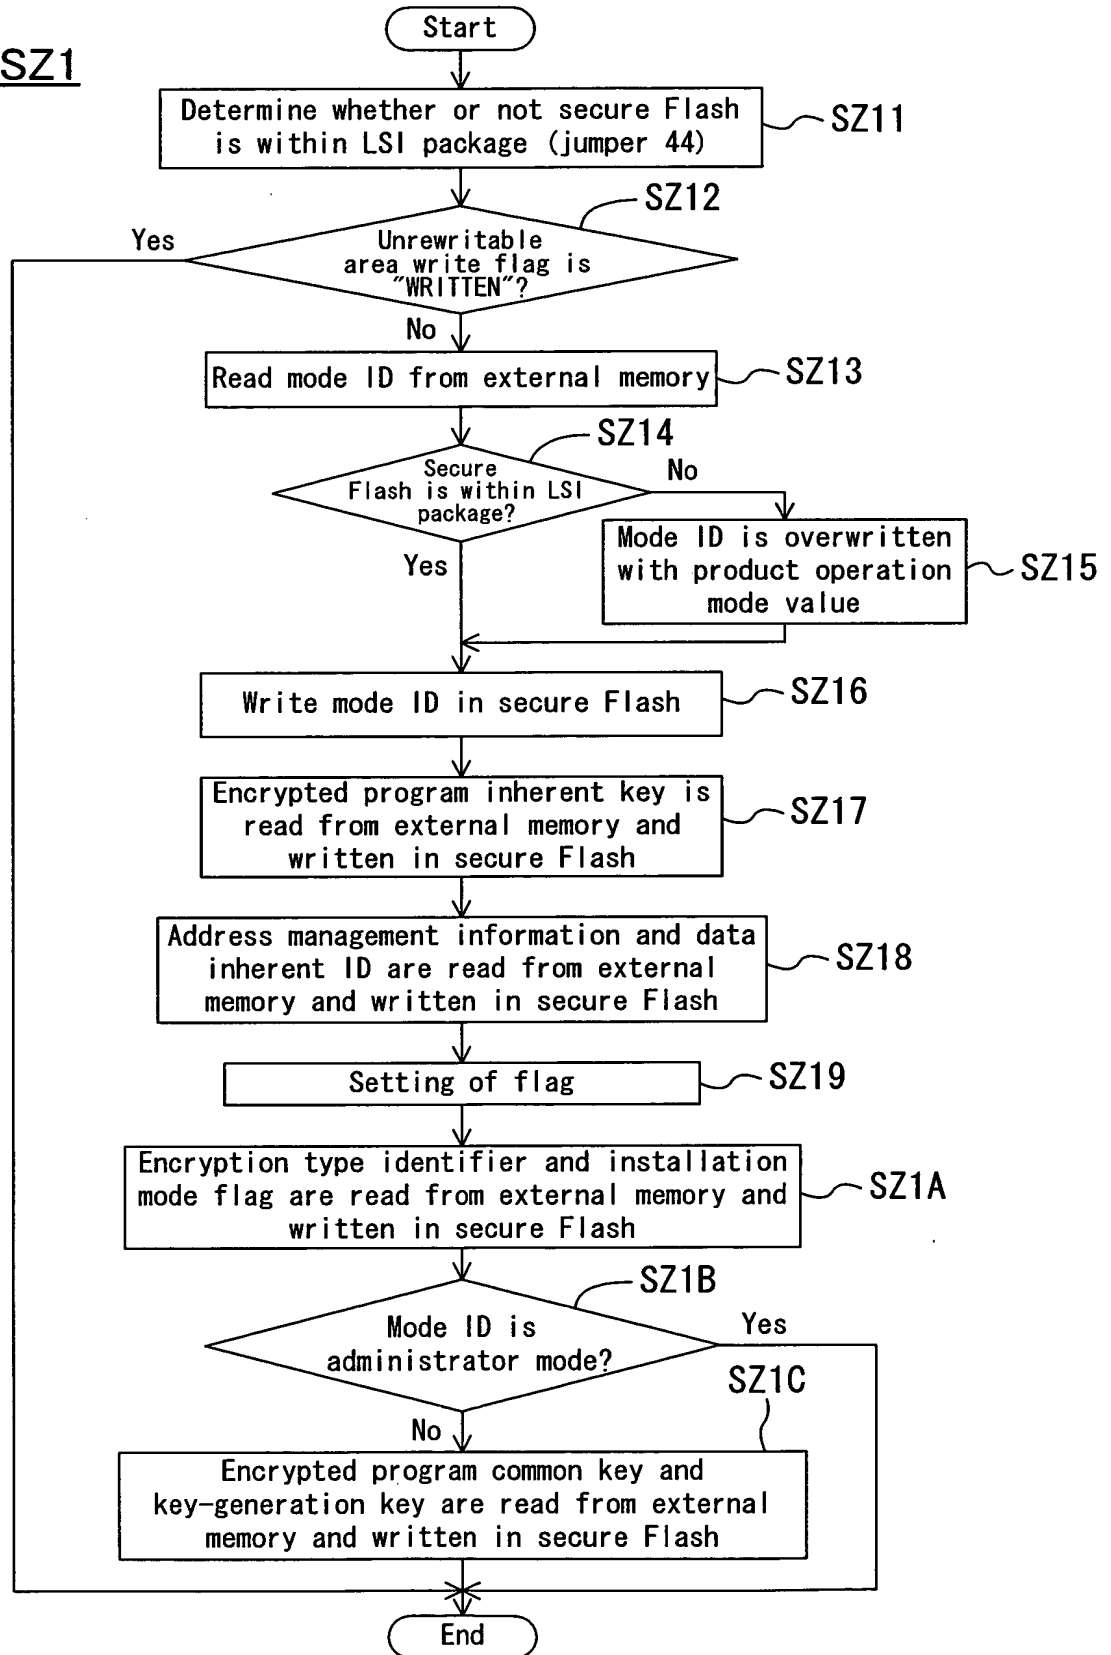 Start
SZ1
Determine whether or not secure Flash
is within LSI package (jumper 44)
SZ11
SZ12
Yes
Unrewritable
area write flag is
"WRITTEN"?
No
Read mode ID from external memory
SZ13
SZ14
Secure
Flash is within LSI
package?
No
Yes
Mode ID is overwritten
with product operation
mode value
SZ15
Write mode ID in secure Flash
SZ16
Encrypted program inherent key is
read from external memory and
written in secure Flash
SZ17
Address management information and data
inherent ID are read from external
memory and written in secure Flash
SZ18
Setting of flag
SZ19
Encryption type identifier and installation
mode flag are read from external memory and
written in secure Flash
SZ1A
SZ1B
Mode ID is
administrator mode?
Yes
No
SZ1C
Encrypted program common key and
key-generation key are read from external
memory and written in secure Flash
End